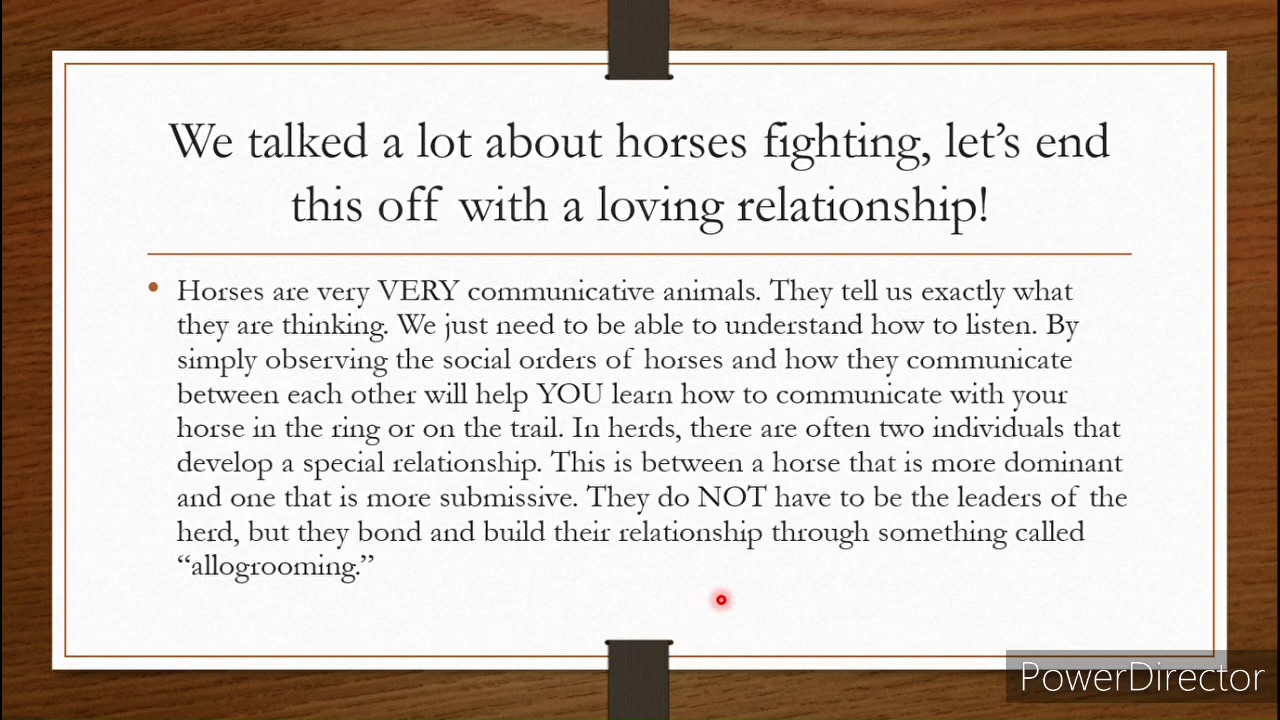 We talked a lot about horses fighting, let’s end
this off with a loving relationship!
Horses are very VERY communicative animals. They tell us exactly what
they are thinking. We just need to be able to understand how to listen. By
simply observing the social orders of horses and how they communicate
between each other will help YOU learn how to communicate with your
horse in the ring or on the trail. In herds, there are often two individuals that
develop a special relationship. This is between a horse that is more dominant
and one that is more submissive. They do NOT have to be the leaders of the
herd, but they bond and build their relationship through something called
“allogrooming.”
PowerDirector